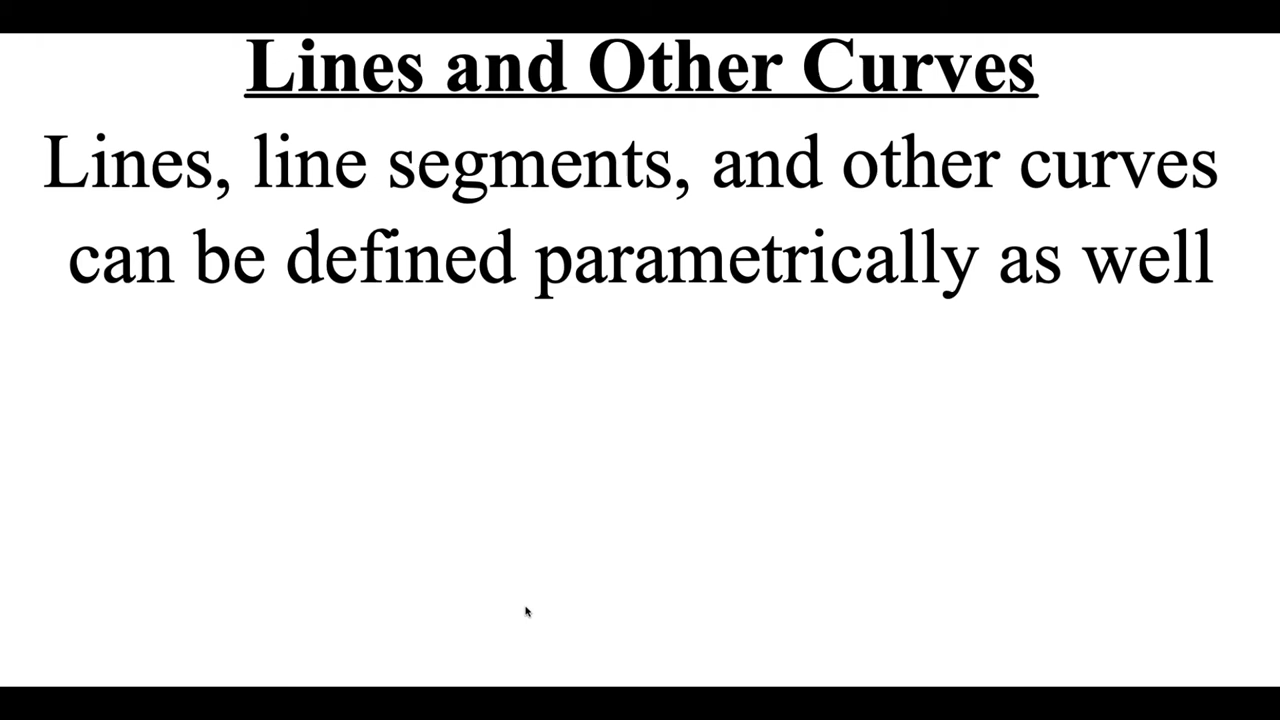 Lines and Other Curves
Lines, line segments, and other curves
can be defined parametrically as well